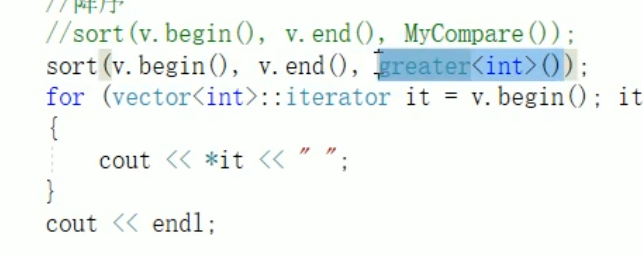 //降序
//sort(v.begin(), v.end(), MyCompare());
sort(v.begin(), v.end(), greater<int>());
for (vector<int>::iterator it = v.begin(); it
{
cout << *it << " ";
}
cout << endl;